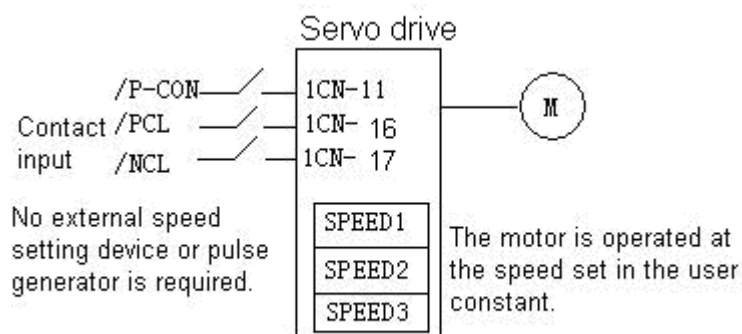 Servo drive
/P-CON
1CN-11
M
Contact
/PCL
1CN- 16
input
/NCL
1CN- 17
No external speed
setting device or pulse
generator is required.
SPEED1
SPEED2
SPEED3
The motor is operated at
the speed set in the user
constant.